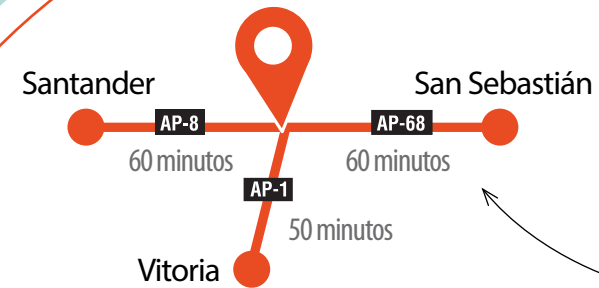 Santander
San Sebastián
AP-8
AP-68
60 minutos
60 minutos
AP-1
50 minutos
Vitoria